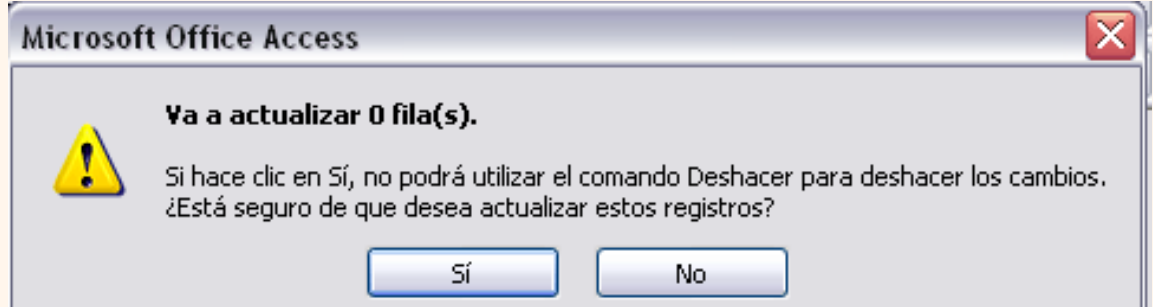 Microsoft Office Access
Va a actualizar 0 fila(s).
Si hace clic en Sí, no podrá utilizar el comando Deshacer para deshacer los cambios.
¿Está seguro de que desea actualizar estos registros?
Sí No